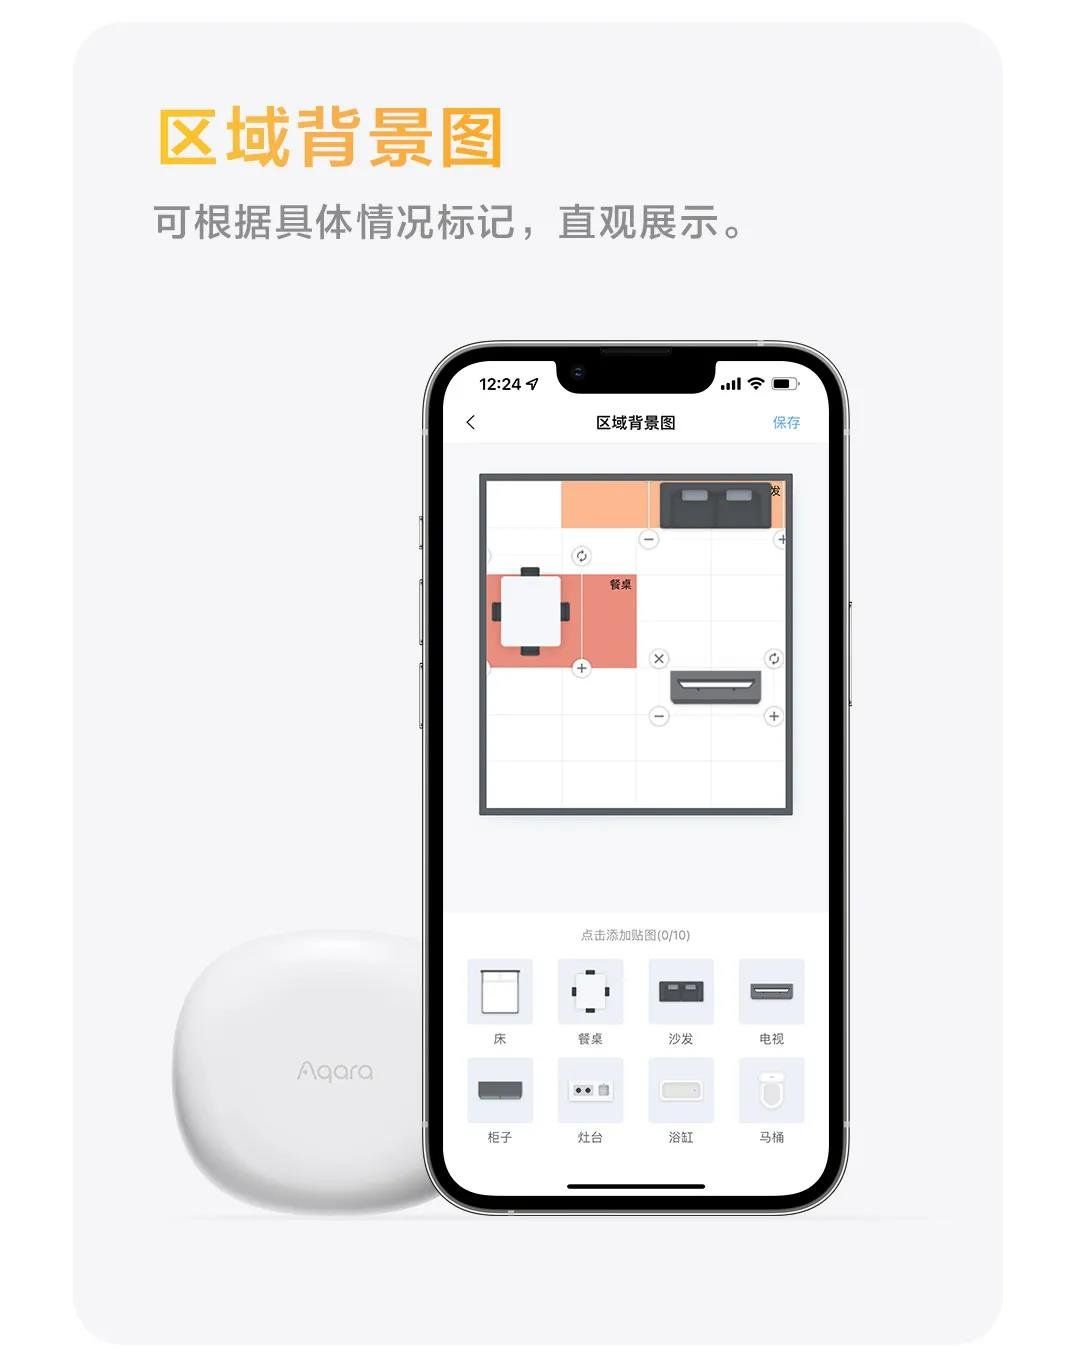 区域背景图
可根据具体情况标记，直观展示。
12:24
区域背景图
保存
发
餐桌
点击添加贴图(0/10)
床
餐桌
沙发
电视
柜子
灶台
浴缸
马桶
Aqara